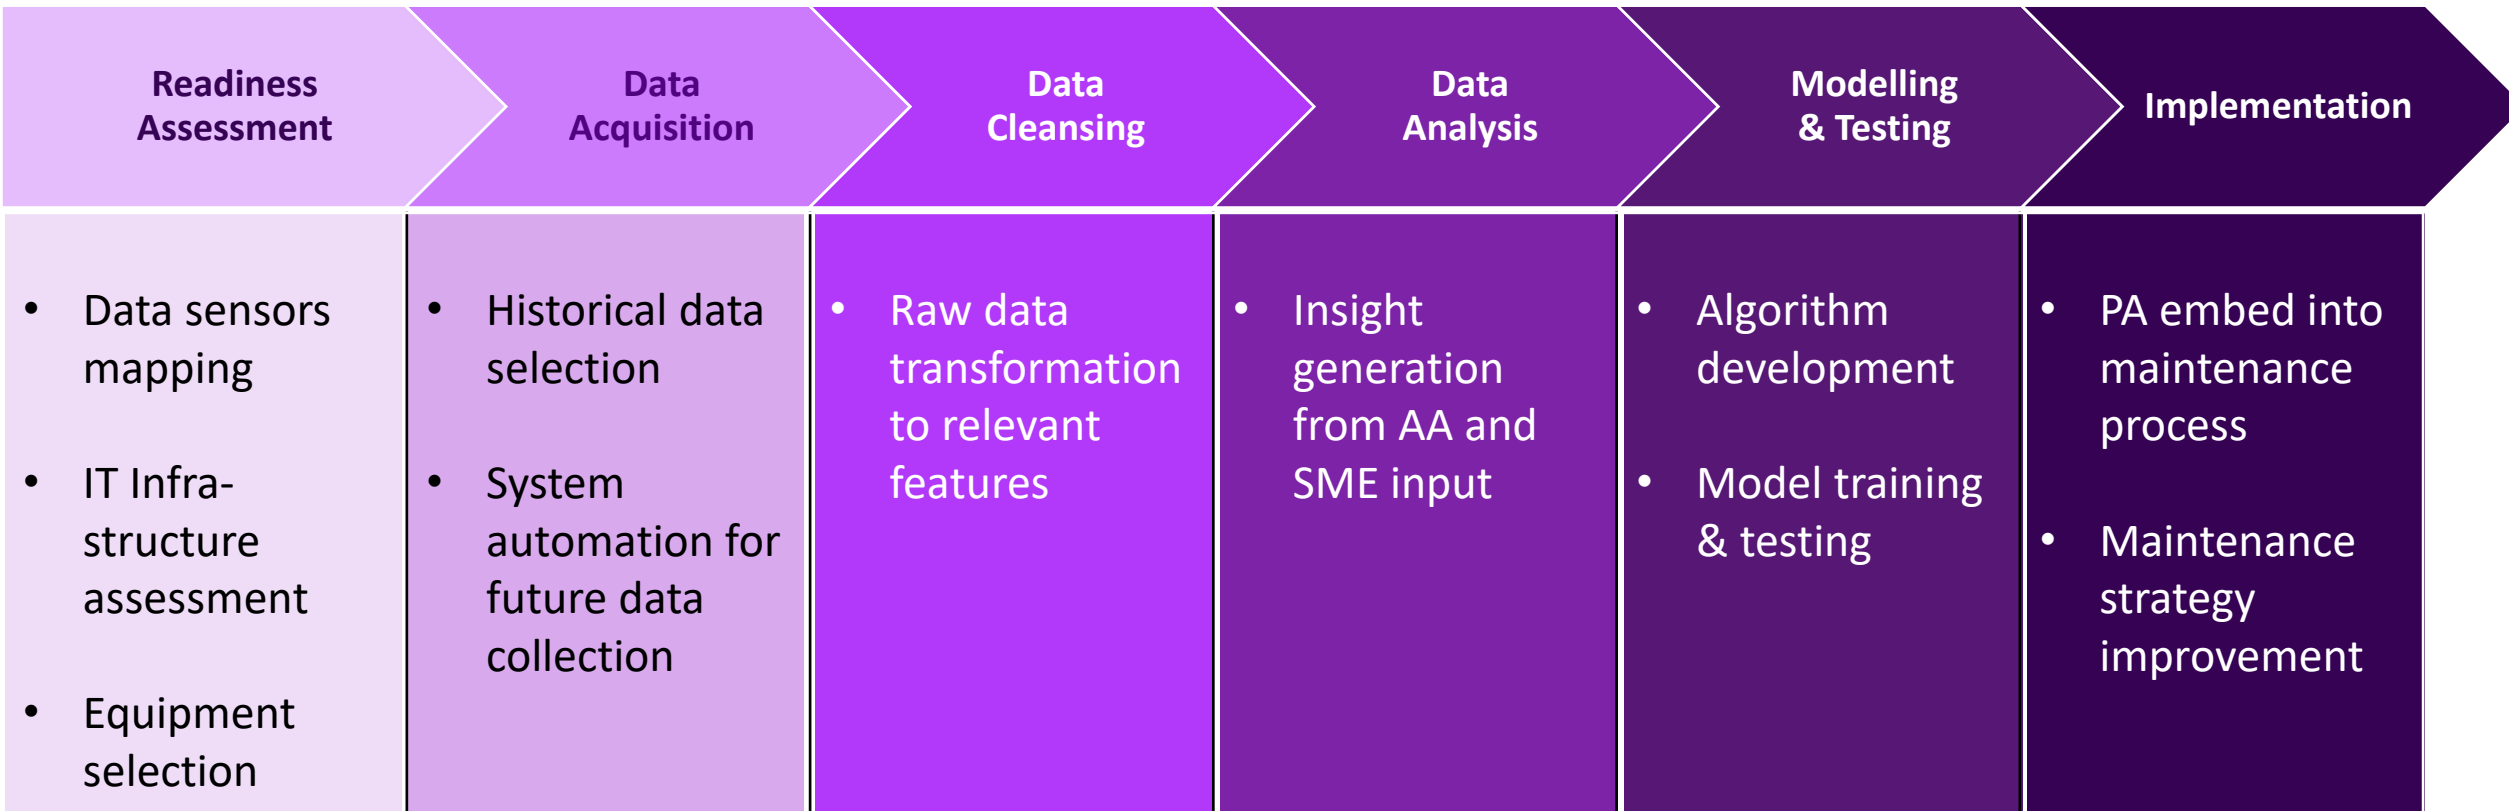 Readiness
Assessment
Data
Acquisition
Data
Cleansing
Data
Analysis
Modelling
& Testing
Implementation
• Data sensors
mapping
• IT Infra-
structure
assessment
• Equipment
selection
• Historical data
selection
• System
automation for
future data
collection
• Raw data
transformation
to relevant
features
• Insight
generation
from AA and
SME input
• Algorithm
development
• Model training
& testing
• PA embed into
maintenance
process
• Maintenance
strategy
improvement